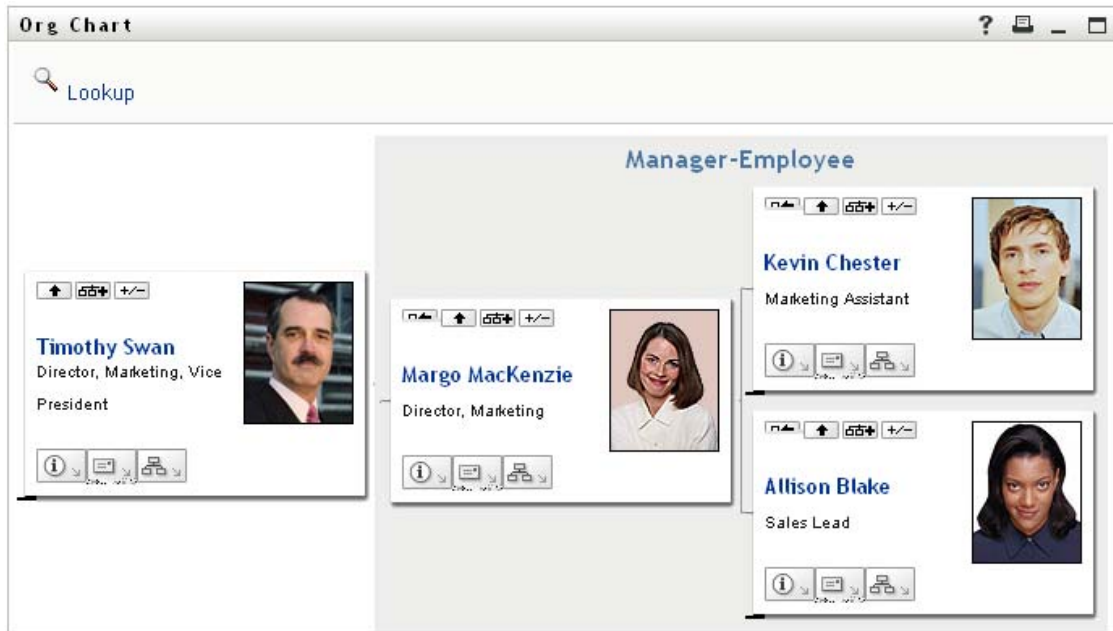 Org Chart
?
Lookup
Manager-Employee
+/-
Timothy Swan
Director, Marketing, Vice
President
+/-
Margo MacKenzie
Director, Marketing
+/-
Kevin Chester
Marketing Assistant
+/-
Allison Blake
Sales Lead